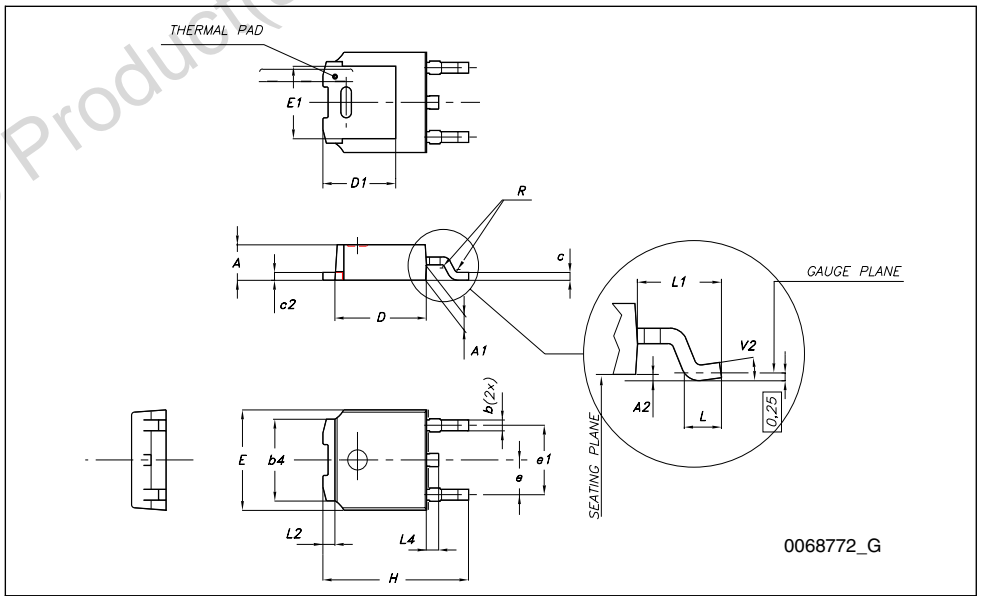 Product(
THERMAL PAD
E1
D1
R
A
c
c2
D
A1
GAUGE PLANE
L1
V2
A2
L
0,25
SEATING PLANE
b(2x)
E
b4
e
e1
L2
L4
H
0068772_G